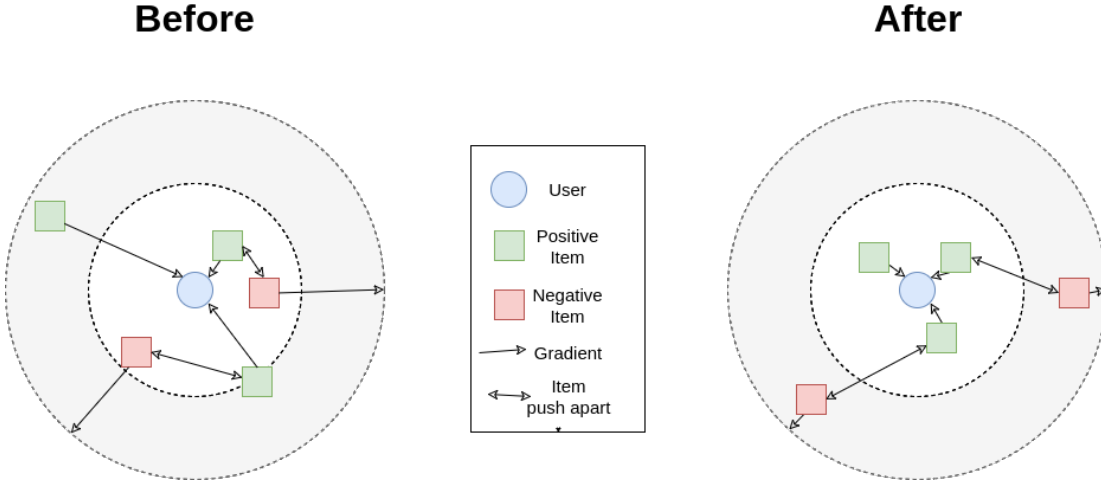 Before
After
User
Positive
Item
Negative
Item
Gradient
Item
push apart